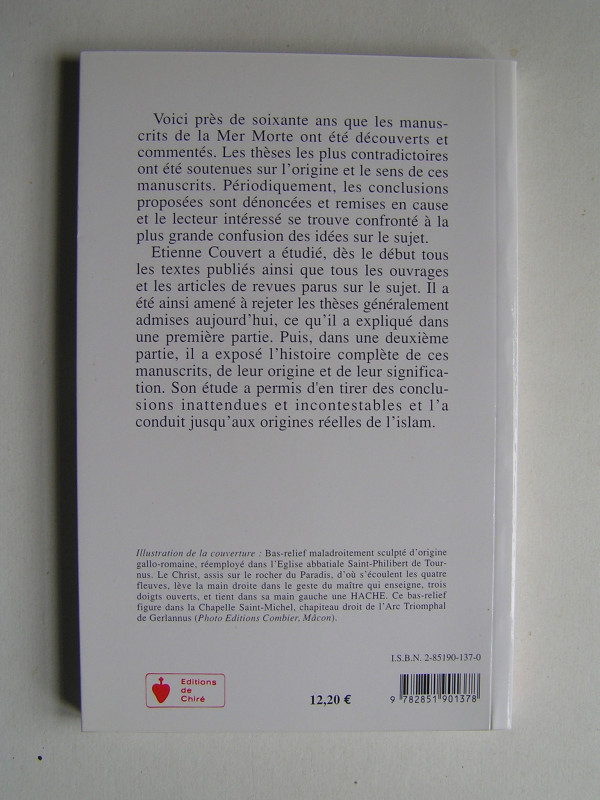 Voici près de soixante ans que les manus-
crits de la Mer Morte ont été découverts et
commentés. Les thèses les plus contradictoires
ont été soutenues sur l'origine et le sens de ces
manuscrits. Périodiquement, les conclusions
proposées sont dénoncées et remises en cause
et le lecteur intéressé se trouve confronté à la
plus grande confusion des idées sur le sujet.
Etienne Couvert a étudié, dès le début tous
les textes publiés ainsi que tous les ouvrages
et les articles de revues parus sur le sujet. Il a
été ainsi amené à rejeter les thèses généralement
admises aujourd'hui, ce qu'il a expliqué dans
une première partie. Puis, dans une deuxième
partie, il a exposé l'histoire complète de ces
manuscrits, de leur origine et de leur significa-
tion. Son étude a permis d'en tirer des conclu-
sions inattendues et incontestables et l'a
conduit jusqu'aux origines réelles de l'islam.
Illustration de la couverture : Bas-relief maladroitement sculpté d'origine
gallo-romaine, réemployé dans l'Eglise abbatiale Saint-Philibert de Tour-
nus. Le Christ, assis sur le rocher du Paradis, d'où s'écoulent les quatre
fleuves, lève la main droite dans le geste du maître qui enseigne, trois
doigts ouverts, et tient dans sa main gauche une HACHE. Ce bas-relief
figure dans la Chapelle Saint-Michel, chapiteau droit de l'Arc Triomphal
de Gerlannus (Photo Editions Combier, Mâcon).
I.S.B.N. 2-85190-137-0
Editions
de
Chiré
12,20 €
9 782851 901378